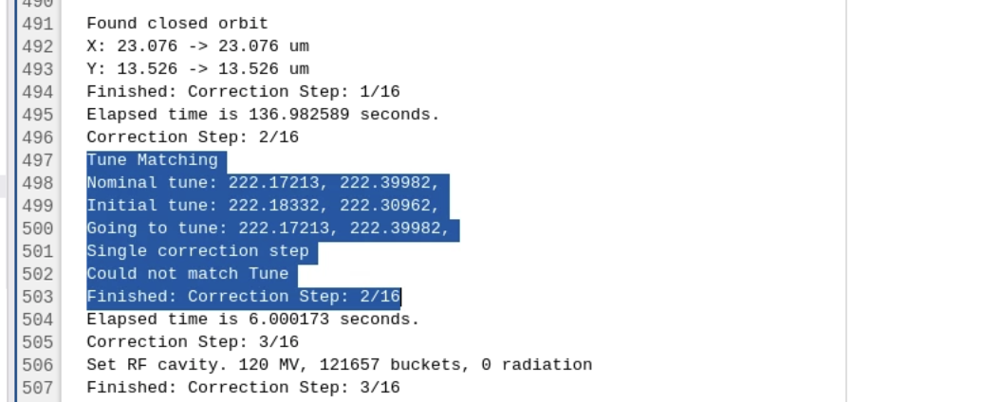 490
491 Found closed orbit
492 X: 23.076 -> 23.076 um
493 Y: 13.526 -> 13.526 um
494 Finished: Correction Step: 1/16
495 Elapsed time is 136.982589 seconds.
496 Correction Step: 2/16
497 Tune Matching
498 Nominal tune: 222.17213, 222.39982,
499 Initial tune: 222.18332, 222.30962,
500 Going to tune: 222.17213, 222.39982,
501 Single correction step
502 Could not match Tune
503 Finished: Correction Step: 2/16
504 Elapsed time is 6.000173 seconds.
505 Correction Step: 3/16
506 Set RF cavity. 120 MV, 121657 buckets, 0 radiation
507 Finished: Correction Step: 3/16